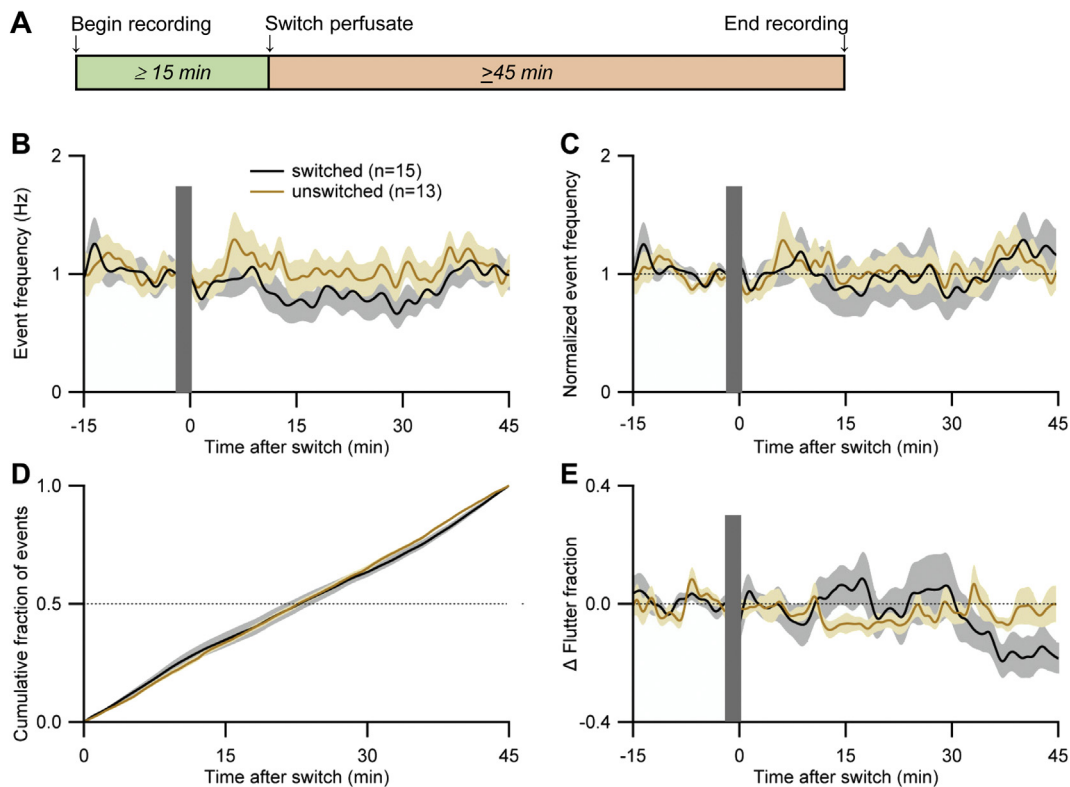 A
Begin recording
Switch perfusate
End recording
≥ 15 min
≥45 min
B
Event frequency (Hz)
2
1
0
switched (n=15)
unswitched (n=13)
-15
0
15
30
45
Time after switch (min)
C
Normalized event frequency
2
1
0
-15
0
15
30
45
Time after switch (min)
D
Cumulative fraction of events
1.0
0.5
0.0
0
15
30
45
Time after switch (min)
E
Δ Flutter fraction
0.4
0.0
-0.4
-15
0
15
30
45
Time after switch (min)